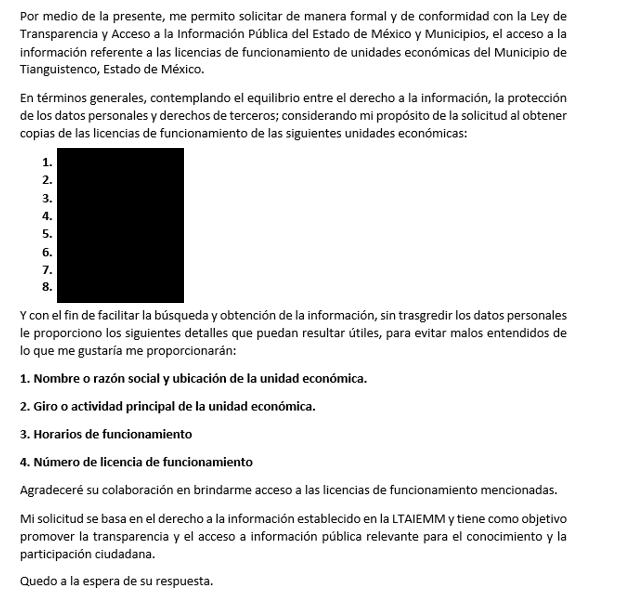 Por medio de la presente, me permito solicitar de manera formal y de conformidad con la Ley de
Transparencia y Acceso a la Información Pública del Estado de México y Municipios, el acceso a la
información referente a las licencias de funcionamiento de unidades económicas del Municipio de
Tianguistenco, Estado de México.
En términos generales, contemplando el equilibrio entre el derecho a la información, la protección
de los datos personales y derechos de terceros; considerando mi propósito de la solicitud al obtener
copias de las licencias de funcionamiento de las siguientes unidades económicas:
1.
2.
3.
4.
5.
6.
7.
8.
Y con el fin de facilitar la búsqueda y obtención de la información, sin trasgredir los datos personales
le proporciono los siguientes detalles que puedan resultar útiles, para evitar malos entendidos de
lo que me gustaría me proporcionarán:
1. Nombre o razón social y ubicación de la unidad económica.
2. Giro o actividad principal de la unidad económica.
3. Horarios de funcionamiento
4. Número de licencia de funcionamiento
Agradeceré su colaboración en brindarme acceso a las licencias de funcionamiento mencionadas.
Mi solicitud se basa en el derecho a la información establecido en la LTAIEMM y tiene como objetivo
promover la transparencia y el acceso a información pública relevante para el conocimiento y la
participación ciudadana.
Quedo a la espera de su respuesta.